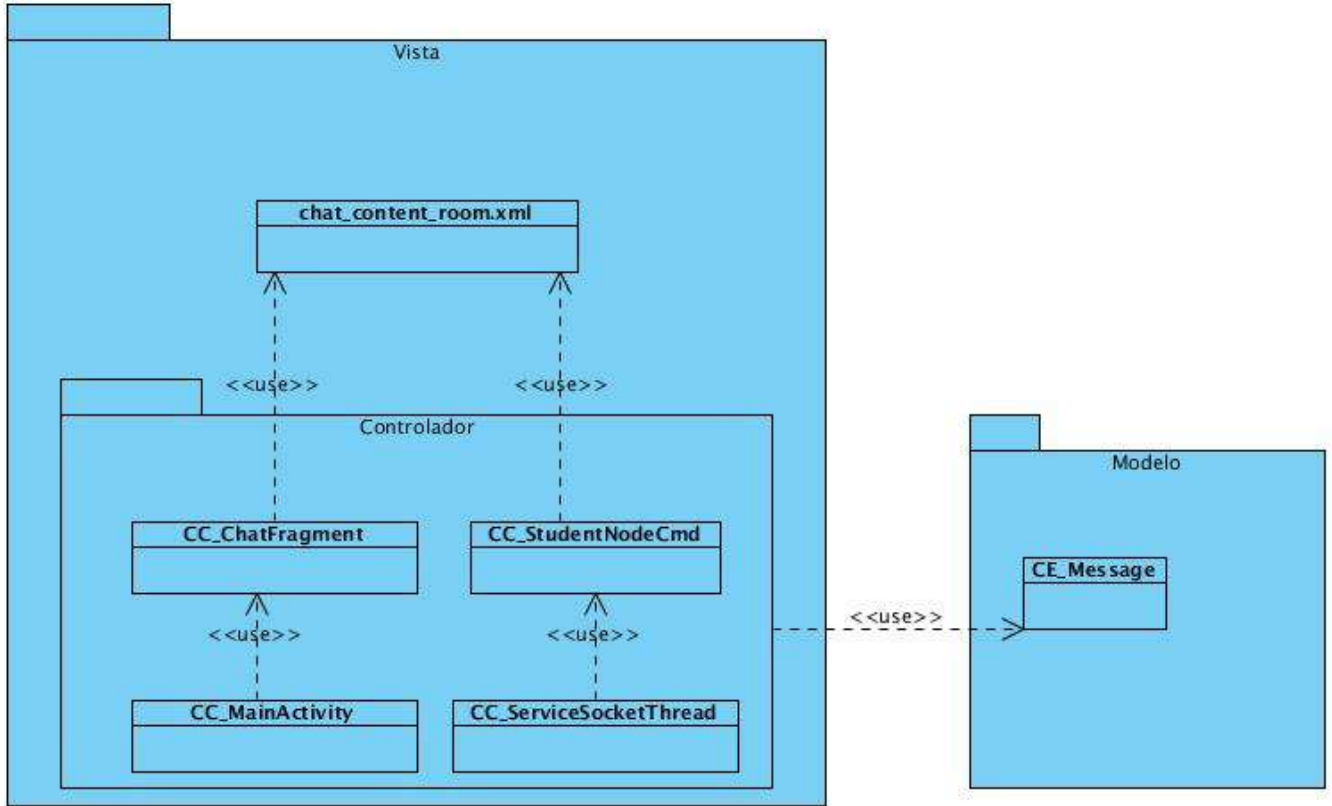 Vista
chat_content_room.xml
<<use>>
<<use>>
Controlador
Modelo
CC_ChatFragment
CC_StudentNodeCmd
CE_Message
<<use>>
<<use>>
<<use>>
CC_MainActivity
CC_ServiceSocketThread